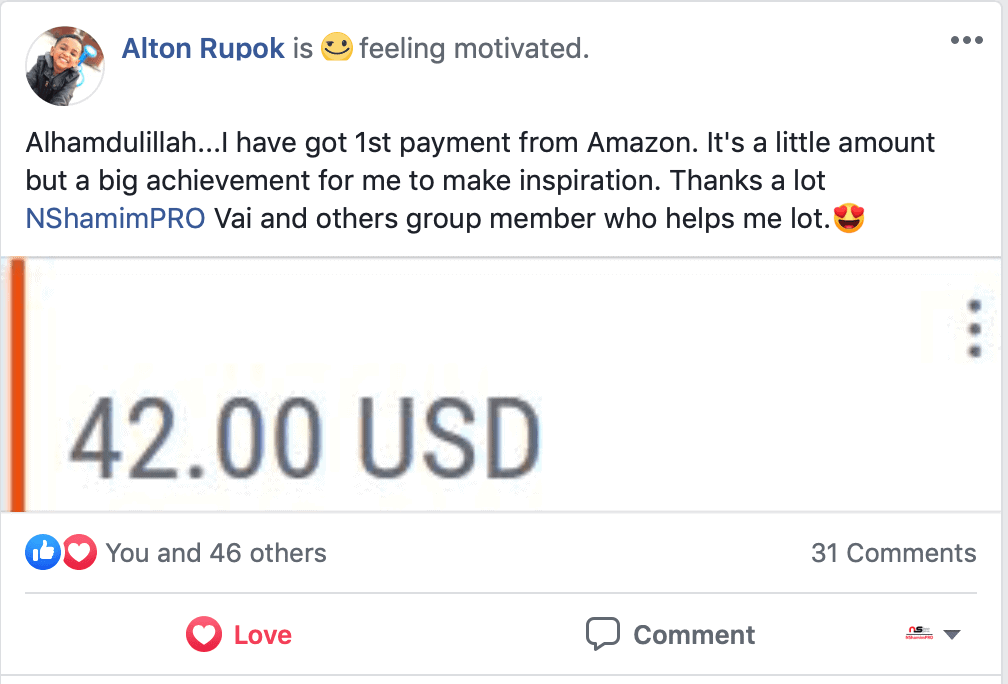 Alton Rupok is feeling motivated.
Alhamdulillah...I have got 1st payment from Amazon. It's a little amount
but a big achievement for me to make inspiration. Thanks a lot
NShamimPRO Vai and others group member who helps me lot.
42.00 USD
You and 46 others 31 Comments
Love Comment